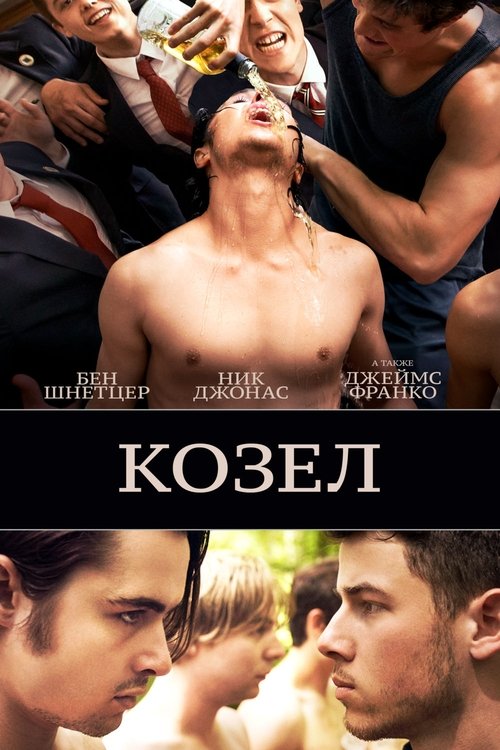 БЕН
ШНЕТЦЕР
НИК
ДЖОНАС
А ТАКЖЕ
ДЖЕЙМС
ФРАНКО
КОЗЕЛ